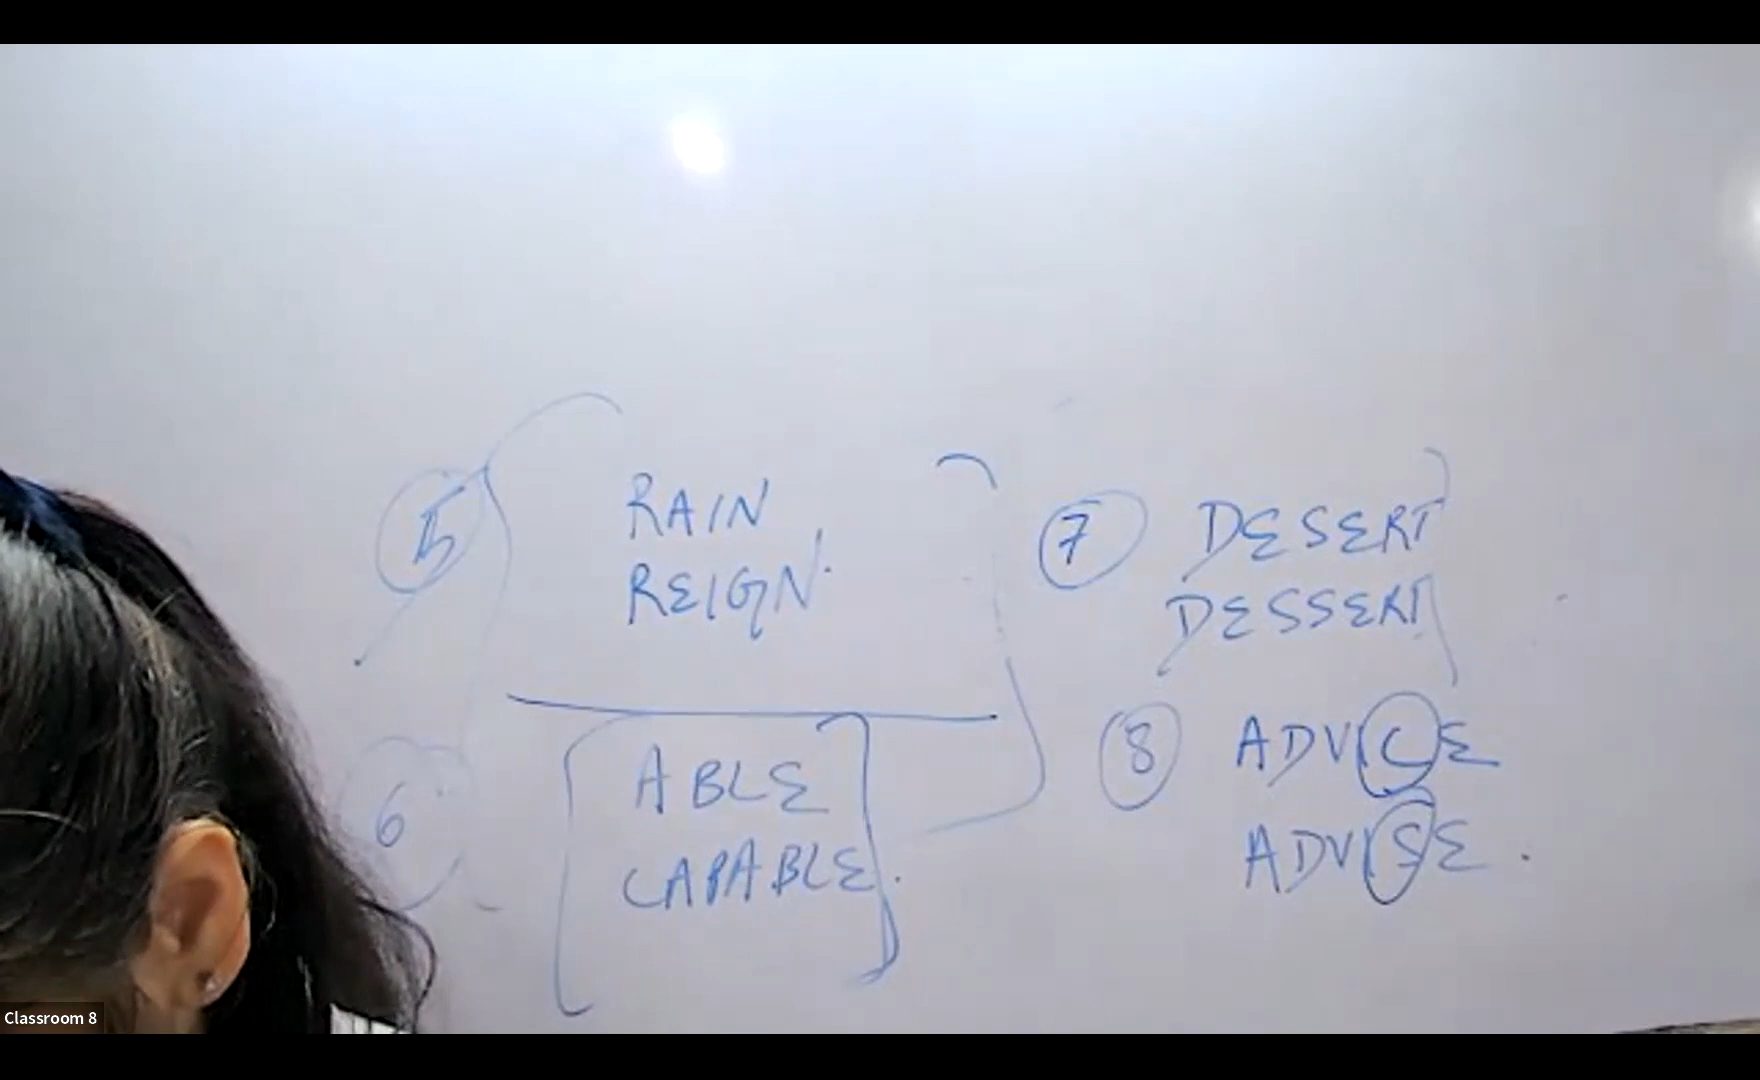 5 RAIN
REIGN.
6 ABLE
CAPABLE.
7 DESERT
DESSERT
8 ADVICE
ADVISE.
Classroom 8